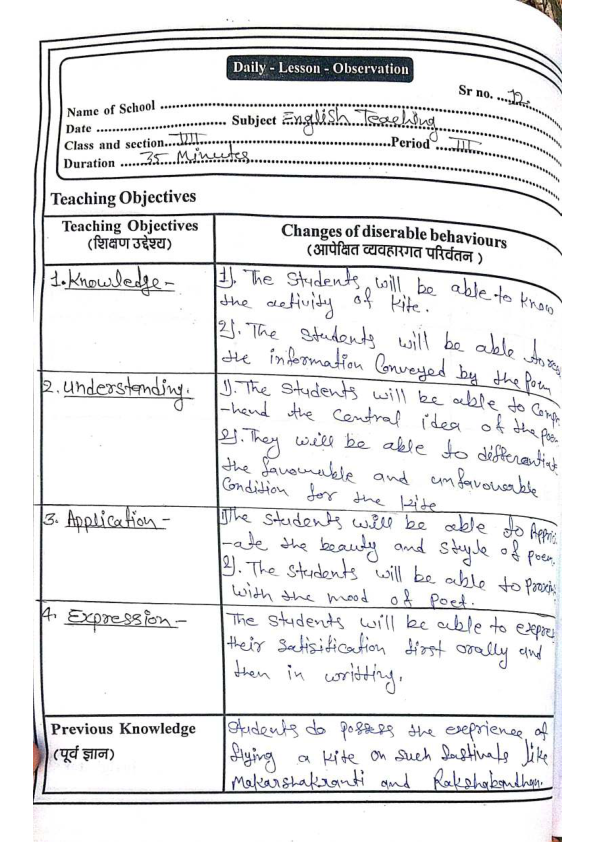 Daily - Lesson - Observation
Sr no. ...12.
Name of School ..................
Date .................. Subject English Teaching
Class and section....VIII..................Period ...III......
Duration .....35 Minutes..................
Teaching Objectives
Teaching Objectives
(शिक्षण उद्देश्य)
Changes of diserable behaviours
(आपेक्षित व्यवहारगत परिर्वतन )
1. Knowledge -
1). The Students will be able to know
the activity of kite.
2). The Students will be able to
the information Conveyed by the Poem
2. Understanding.
1). The Students will be able to Comp-
-hend the central idea of the Poem
2). They will be able to differentiate
the favourable and unfavourable
Condition for the kite
3. Application -
1) The students will be able to Appri
-ate the beauty and style of poem.
2). The Students will be able to
with the mood of Poet.
4. Expression -
The Students will be able to expres
their Satisification first orally and
then in writting.
Previous Knowledge
(पूर्व ज्ञान)
Students do possess the exeprience of
flying a kite on such fastivals like
Makarshakranti and Rakshabandhan.